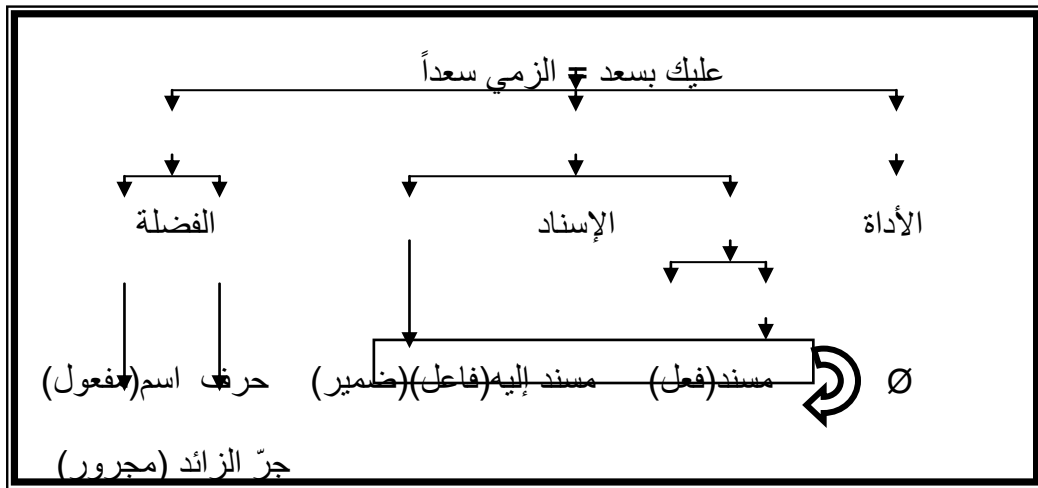 عليك بسعد = الزمي سعداً
الأداة الإسناد الفضلة
Ø مسند(فعل) مسند إليه(فاعل)(ضمير) حرف اسم(مفعول)
جرّ الزائد (مجرور)